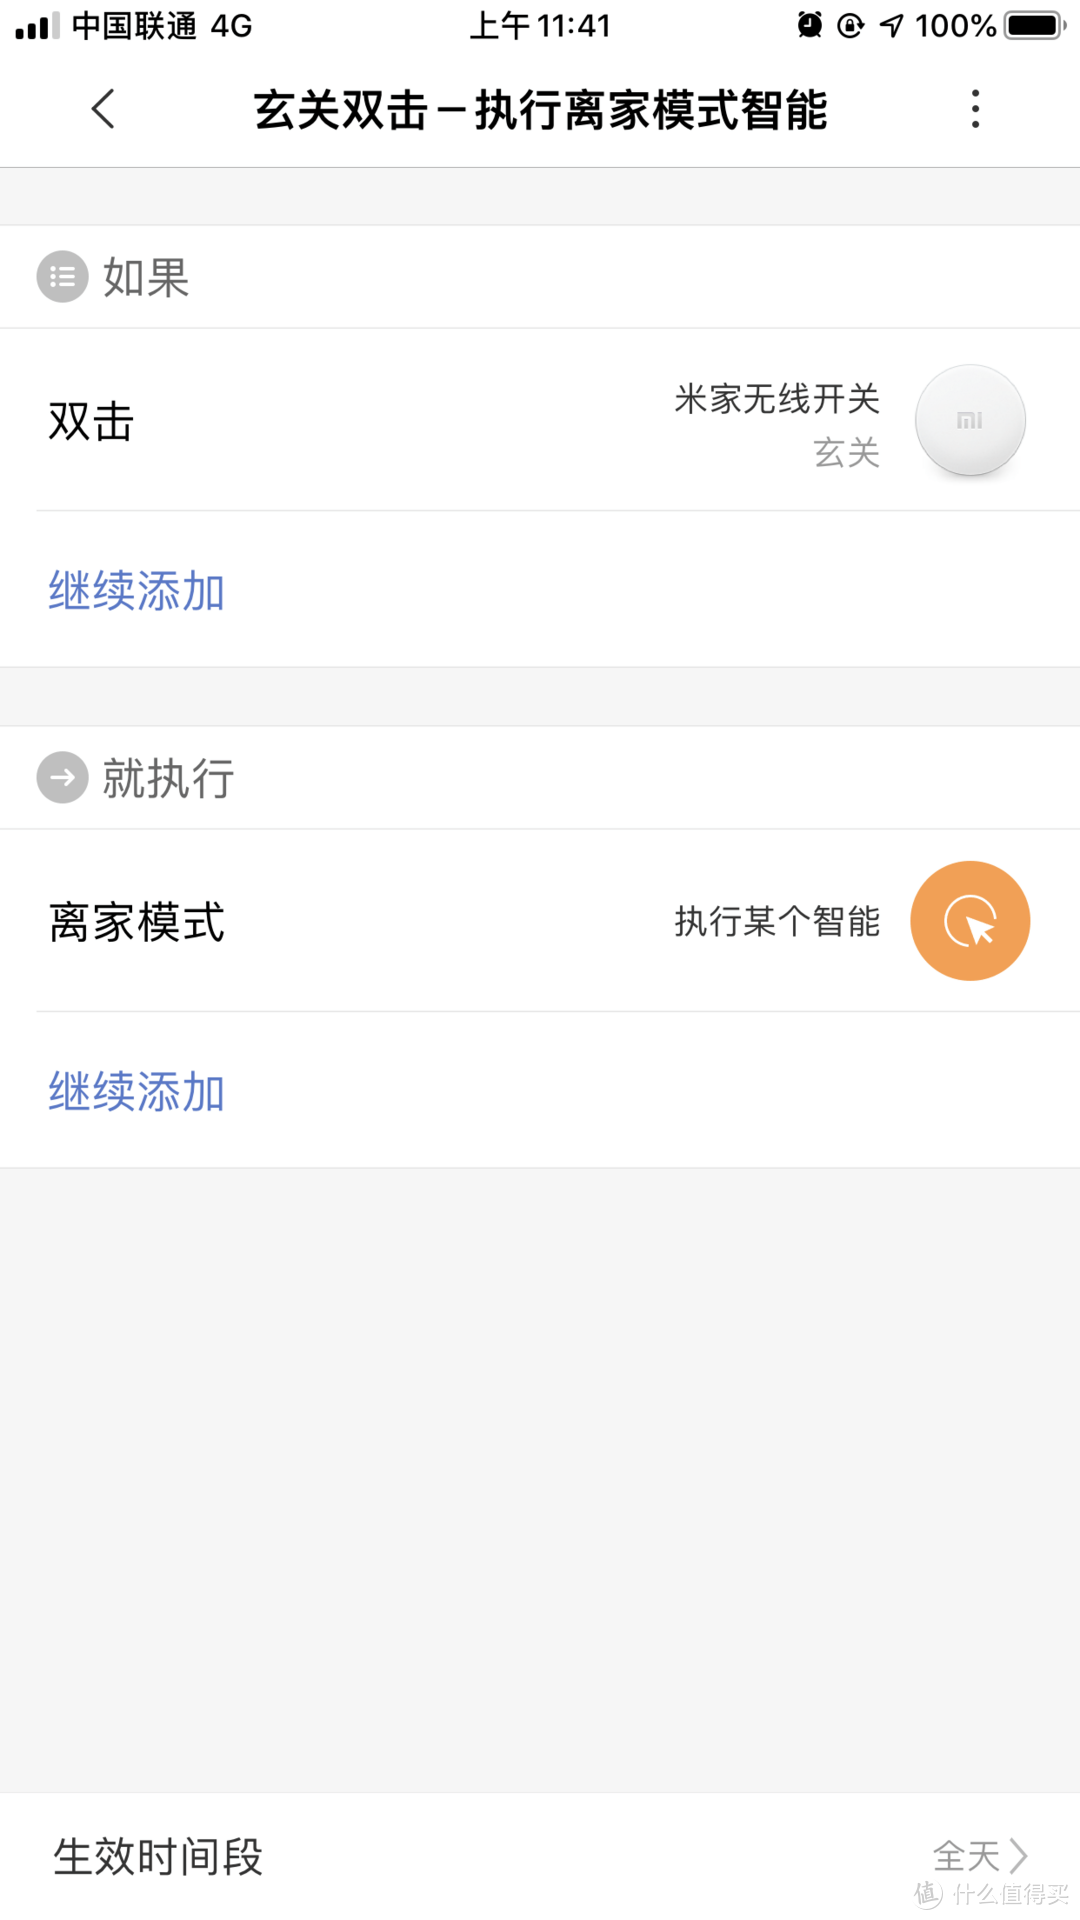 中国联通 4G 上午11:41 100%
玄关双击－执行离家模式智能
如果
双击
米家无线开关
玄关
继续添加
就执行
离家模式
执行某个智能
继续添加
生效时间段
全天
值 什么值得买